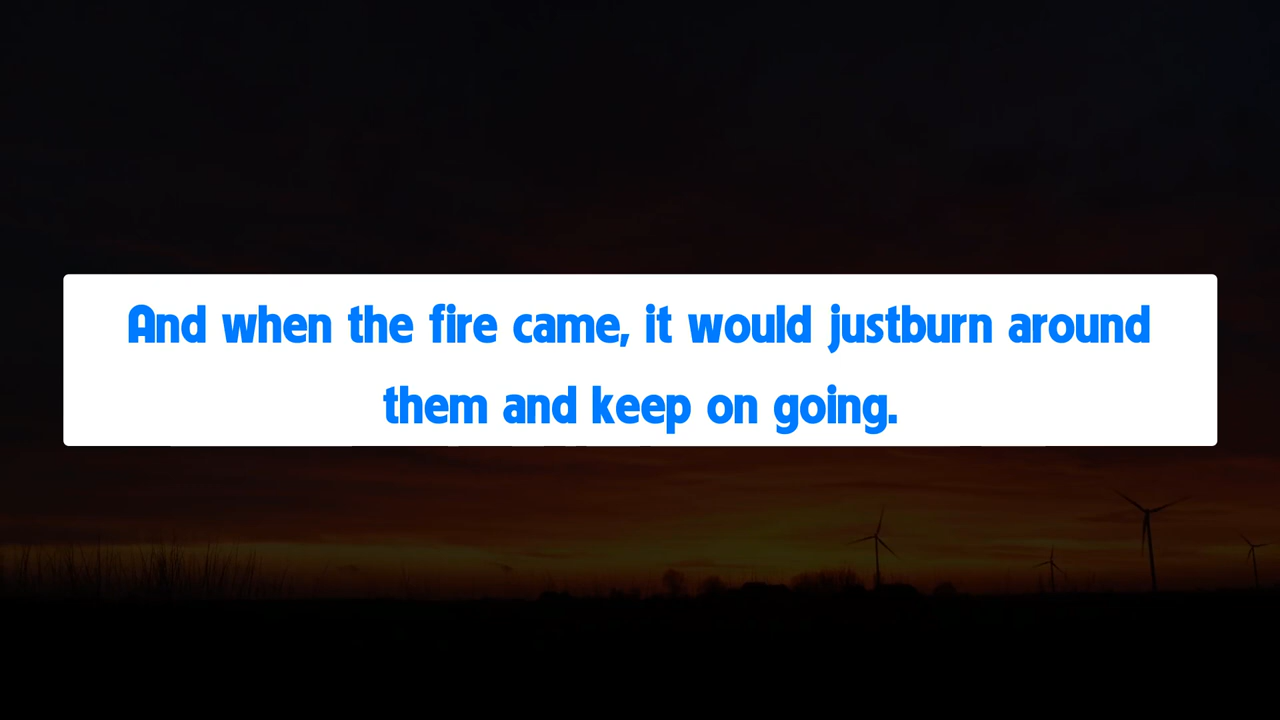 And when the fire came, it would justburn around
them and keep on going.